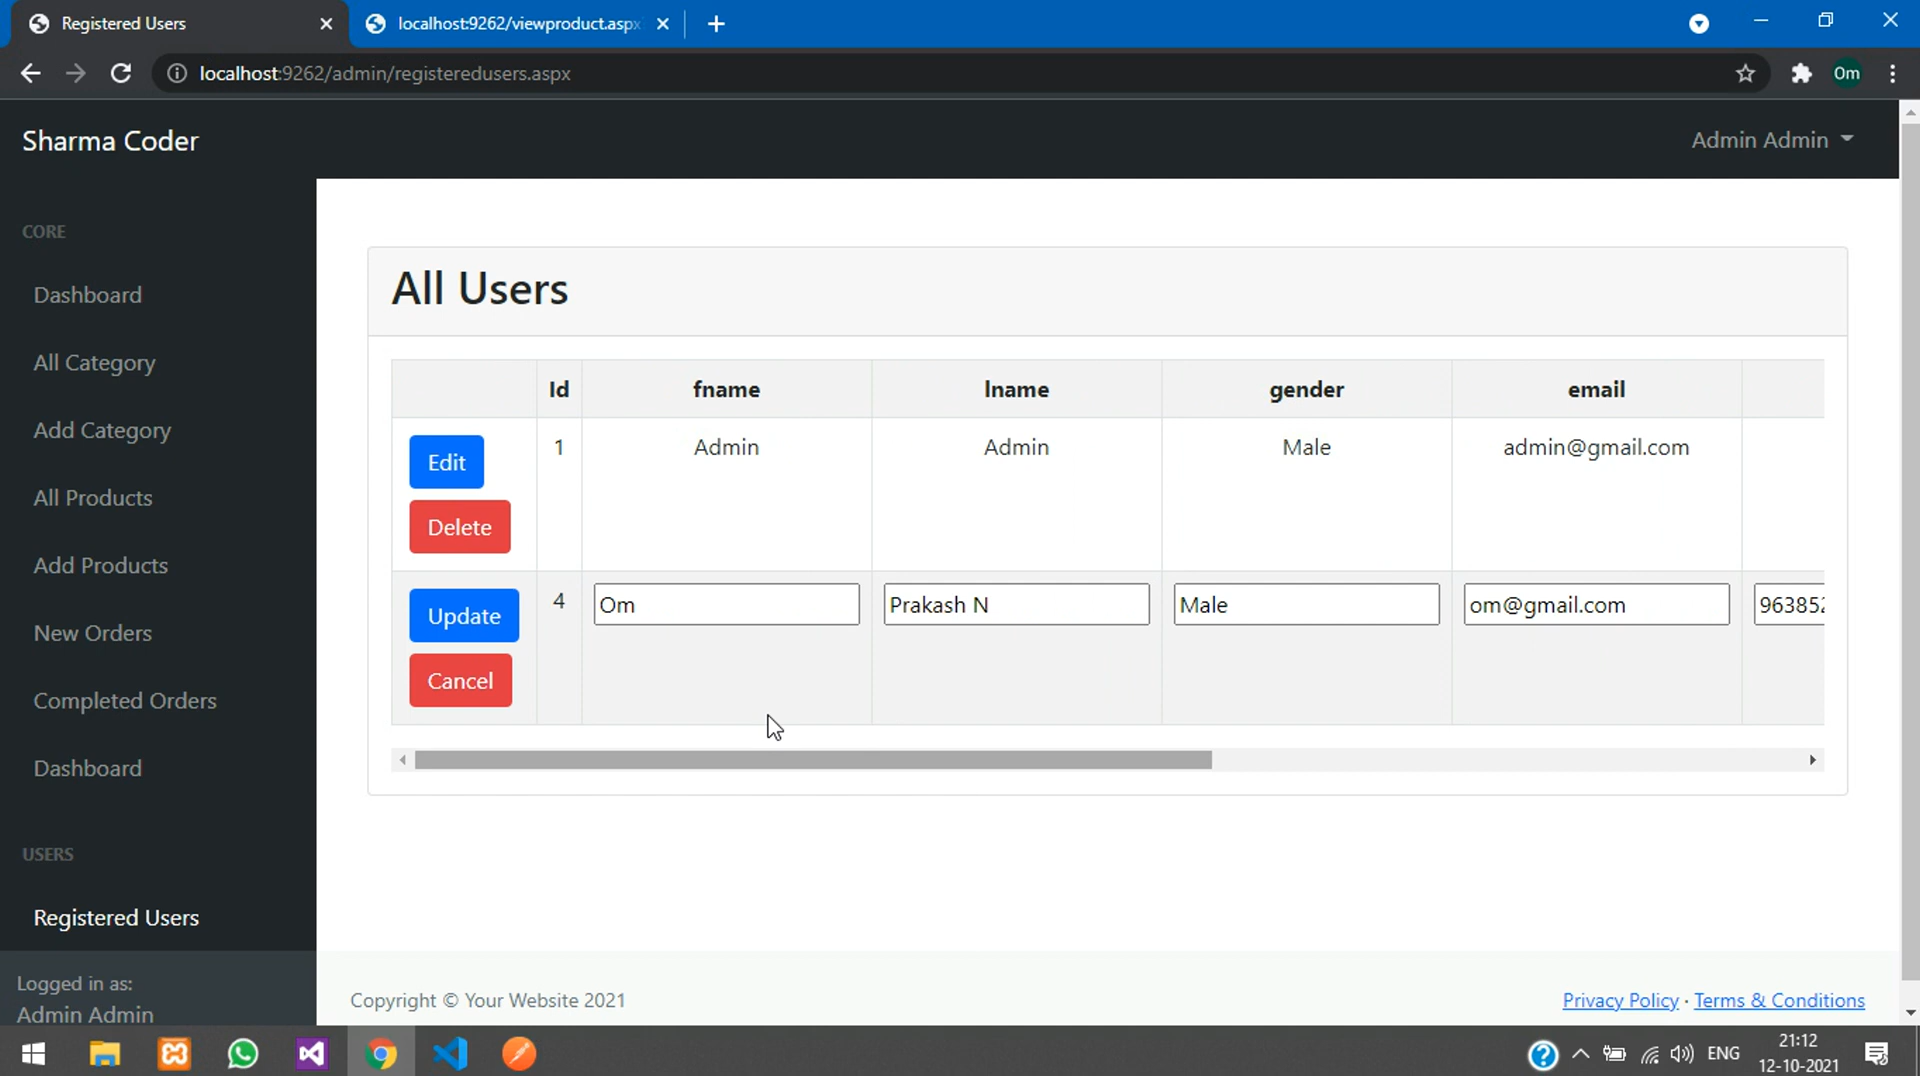 Registered Users
localhost:9262/viewproduct.aspx
localhost:9262/admin/registeredusers.aspx
Om
Sharma Coder
Admin Admin
CORE
Dashboard
All Category
Add Category
All Products
Add Products
New Orders
Completed Orders
Dashboard
USERS
Registered Users
Logged in as:
Admin Admin
All Users
Id fname lname gender email
Edit 1 Admin Admin Male admin@gmail.com
Delete
Update 4 Om Prakash N Male om@gmail.com 963852
Cancel
Copyright © Your Website 2021
Privacy Policy · Terms & Conditions
ENG
21:12
12-10-2021